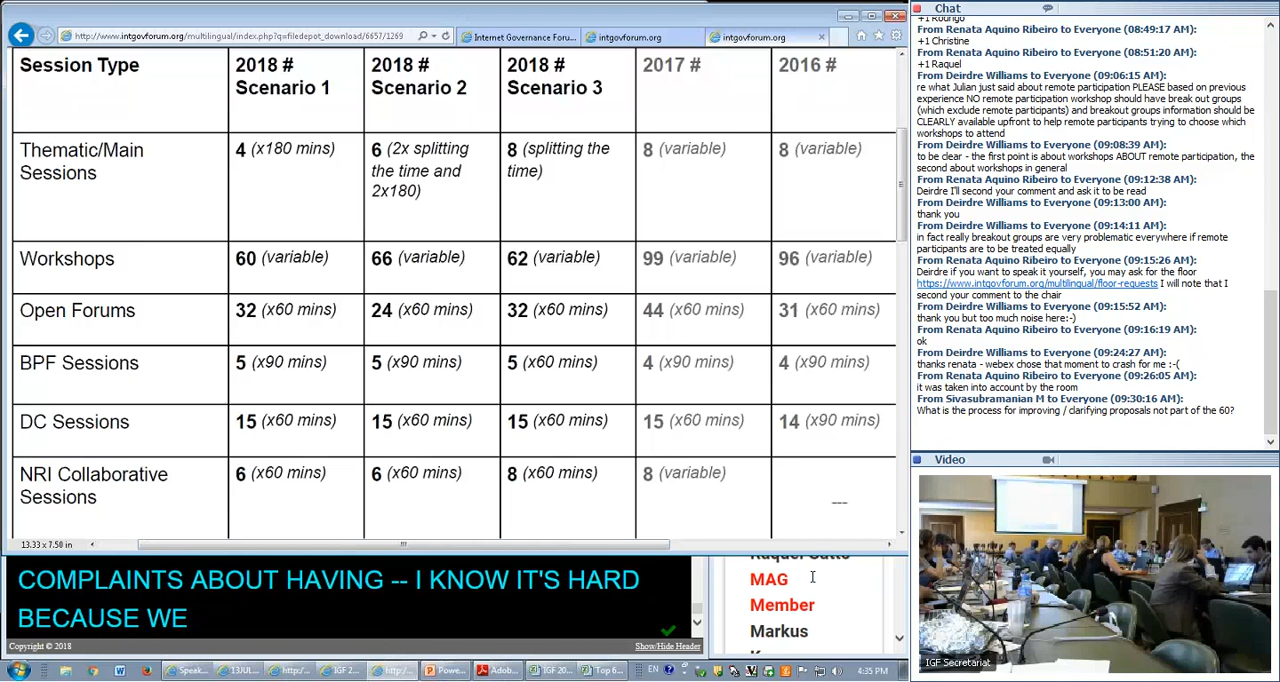 http://www.intgovforum.org/multilingual/index.php?q=filedepot_download/6657/1269
Internet Governance Foru...
intgovforum.org
intgovforum.org
Session Type
2018 #
Scenario 1
2018 #
Scenario 2
2018 #
Scenario 3
2017 #
2016 #
Thematic/Main
Sessions
4 (x180 mins)
6 (2x splitting
the time and
2x180)
8 (splitting the
time)
8 (variable)
8 (variable)
Workshops
60 (variable)
66 (variable)
62 (variable)
99 (variable)
96 (variable)
Open Forums
32 (x60 mins)
24 (x60 mins)
32 (x60 mins)
44 (x60 mins)
31 (x60 mins)
BPF Sessions
5 (x90 mins)
5 (x90 mins)
5 (x60 mins)
4 (x90 mins)
4 (x90 mins)
DC Sessions
15 (x60 mins)
15 (x60 mins)
15 (x60 mins)
15 (x60 mins)
14 (x90 mins)
NRI Collaborative
Sessions
6 (x60 mins)
6 (x60 mins)
8 (x60 mins)
8 (variable)
---
13.33 x 7.50 in
COMPLAINTS ABOUT HAVING -- I KNOW IT'S HARD
BECAUSE WE
Copyright © 2018
Show/Hide Header
MAG
Member
Markus
Chat
+1 Rodrigo
From Renata Aquino Ribeiro to Everyone (08:49:17 AM):
+1 Christine
From Renata Aquino Ribeiro to Everyone (08:51:20 AM):
+1 Raquel
From Deirdre Williams to Everyone (09:06:15 AM):
re what Julian just said about remote participation PLEASE based on previous
experience NO remote participation workshop should have break out groups
(which exclude remote participants) and breakout groups information should be
CLEARLY available upfront to help remote participants trying to choose which
workshops to attend
From Deirdre Williams to Everyone (09:08:39 AM):
to be clear - the first point is about workshops ABOUT remote participation, the
second about workshops in general
From Renata Aquino Ribeiro to Everyone (09:12:38 AM):
Deirdre I'll second your comment and ask it to be read
From Deirdre Williams to Everyone (09:13:00 AM):
thank you
From Deirdre Williams to Everyone (09:14:11 AM):
in fact really breakout groups are very problematic everywhere if remote
participants are to be treated equally
From Renata Aquino Ribeiro to Everyone (09:15:26 AM):
Deirdre if you want to speak it yourself, you may ask for the floor
https://www.intgovforum.org/multilingual/floor-requests I will note that I
second your comment to the chair
From Deirdre Williams to Everyone (09:15:52 AM):
thank you but too much noise here:-)
From Renata Aquino Ribeiro to Everyone (09:16:19 AM):
ok
From Deirdre Williams to Everyone (09:24:27 AM):
thanks renata - webex chose that moment to crash for me :-(
From Renata Aquino Ribeiro to Everyone (09:26:05 AM):
it was taken into account by the room
From Sivasubramanian M to Everyone (09:30:16 AM):
What is the process for improving / clarifying proposals not part of the 60?
Video
IGF Secretariat
Speak...
13JUL...
http:/...
IGF 2...
http:/...
Powe...
Adob...
IGF 20...
Top 6...
EN
4:35 PM